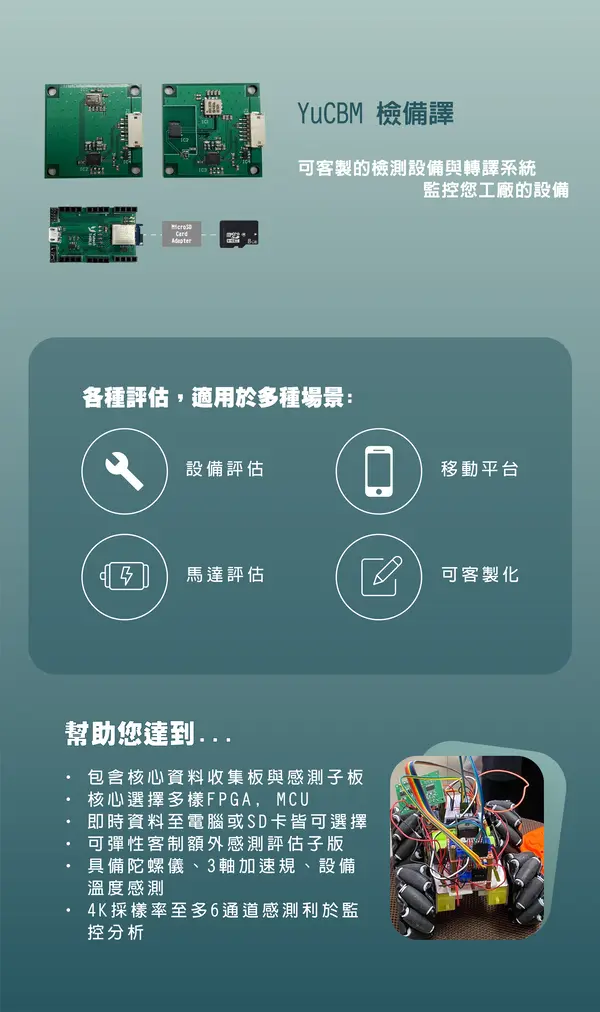 YuCBM 檢備譯
可客製的檢測設備與轉譯系統
監控您工廠的設備
MicroSD
Card
Adapter
8GB
各種評估，適用於多種場景:
設備評估
移動平台
馬達評估
可客製化
幫助您達到...
• 包含核心資料收集板與感測子板
• 核心選擇多樣FPGA, MCU
• 即時資料至電腦或SD卡皆可選擇
• 可彈性客制額外感測評估子版
• 具備陀螺儀、3軸加速規、設備
溫度感測
• 4K採樣率至多6通道感測利於監
控分析